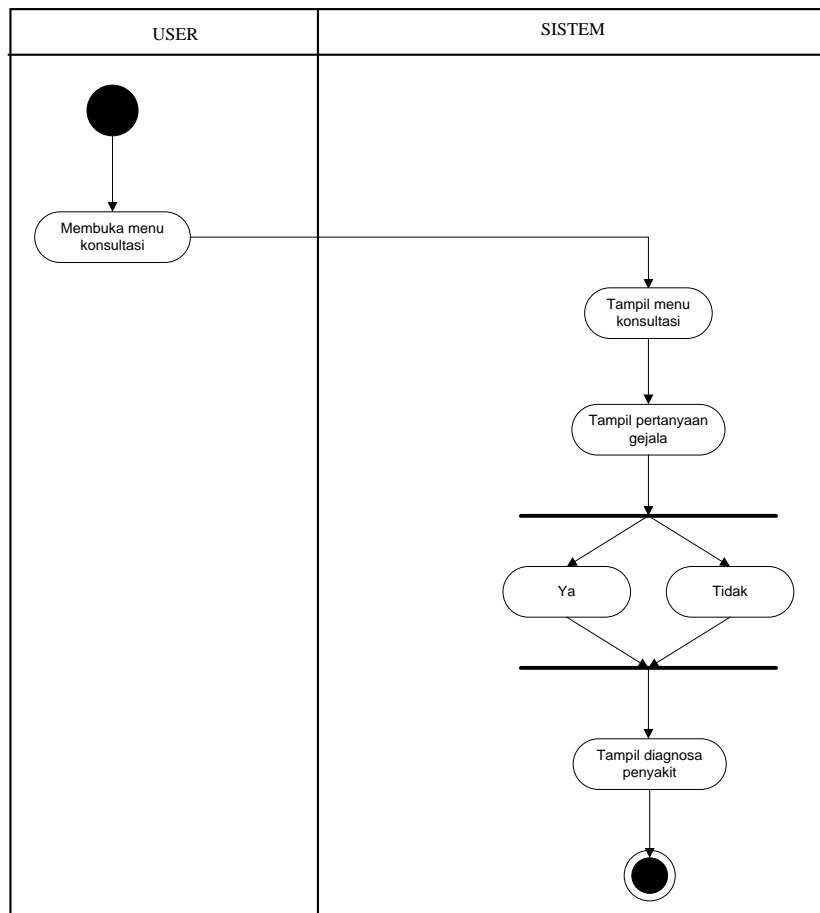 USER
SISTEM
Membuka menu
konsultasi
Tampil menu
konsultasi
Tampil pertanyaan
gejala
Ya
Tidak
Tampil diagnosa
penyakit